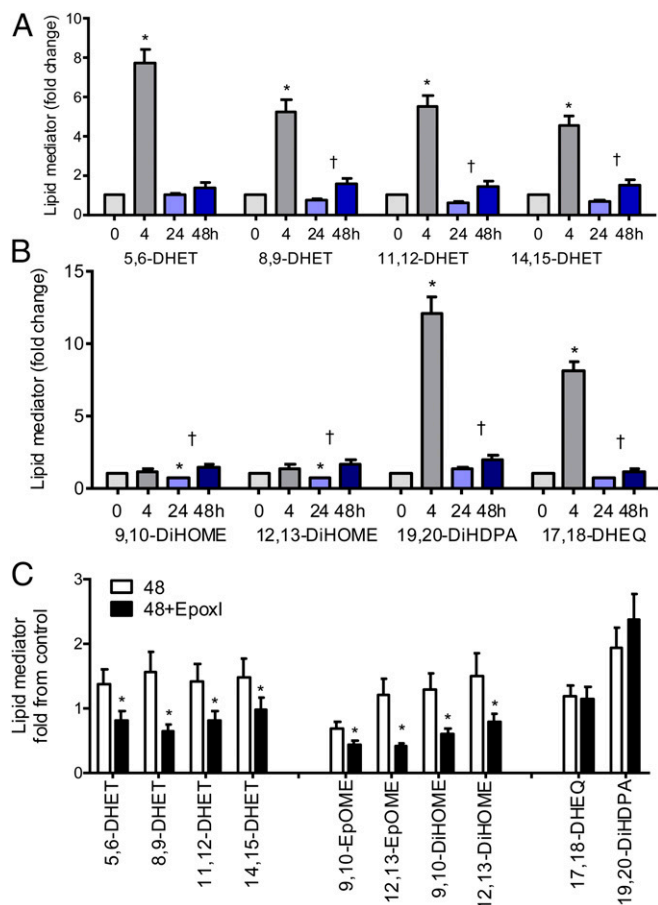 A
Lipid mediator (fold change)
10
8
6
4
2
0
*
*
*
*
†
†
†
0 4 24 48h 0 4 24 48h 0 4 24 48h 0 4 24 48h
5,6-DHET 8,9-DHET 11,12-DHET 14,15-DHET
B
Lipid mediator (fold change)
15
10
5
0
*
*
*
*
†
†
†
†
0 4 24 48h 0 4 24 48h 0 4 24 48h 0 4 24 48h
9,10-DiHOME 12,13-DiHOME 19,20-DiHDPA 17,18-DHEQ
C
Lipid mediator
fold from control
3
2
1
0
48
48+EpoxI
* * * * * * * *
5,6-DHET
8,9-DHET
11,12-DHET
14,15-DHET
9,10-EpOME
12,13-EpOME
9,10-DiHOME
12,13-DiHOME
17,18-DHEQ
19,20-DiHDPA